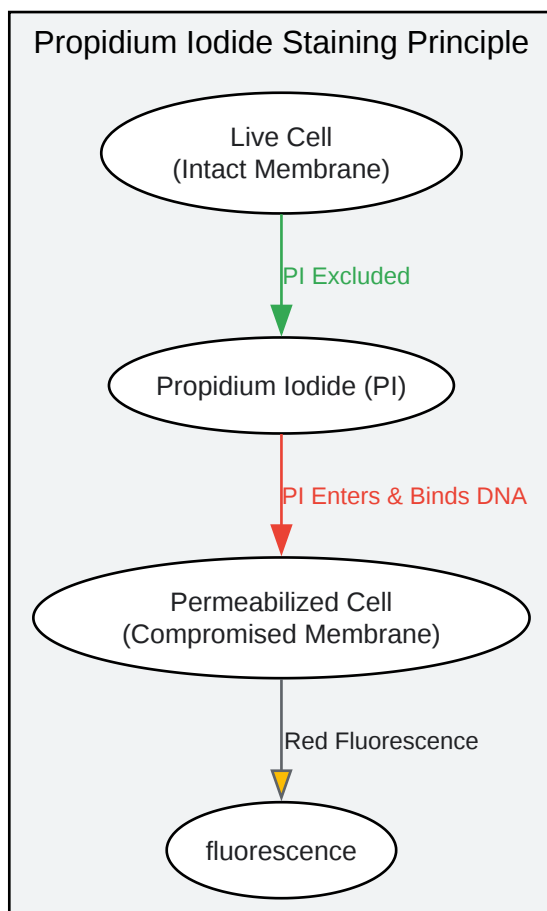 Propidium Iodide Staining Principle
Live Cell
(Intact Membrane)
PI Excluded
Propidium Iodide (PI)
PI Enters & Binds DNA
Permeabilized Cell
(Compromised Membrane)
Red Fluorescence
fluorescence